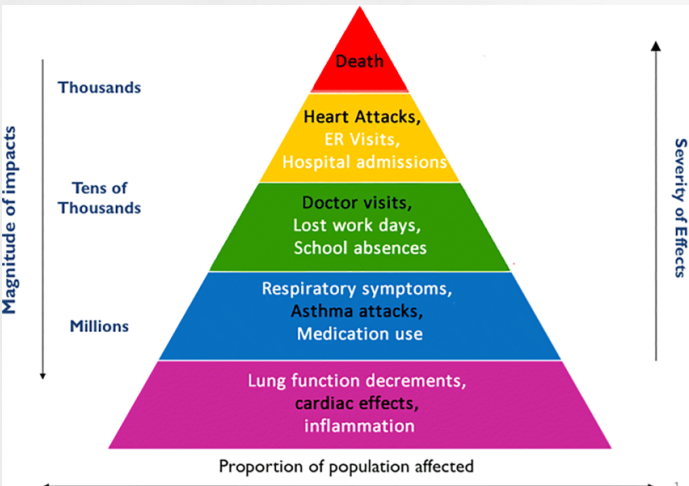 Death
Thousands
Heart Attacks,
ER Visits,
Hospital admissions
Tens of
Thousands
Doctor visits,
Lost work days,
School absences
Magnitude of impacts
Severity of Effects
Respiratory symptoms,
Asthma attacks,
Medication use
Millions
Lung function decrements,
cardiac effects,
inflammation
Proportion of population affected